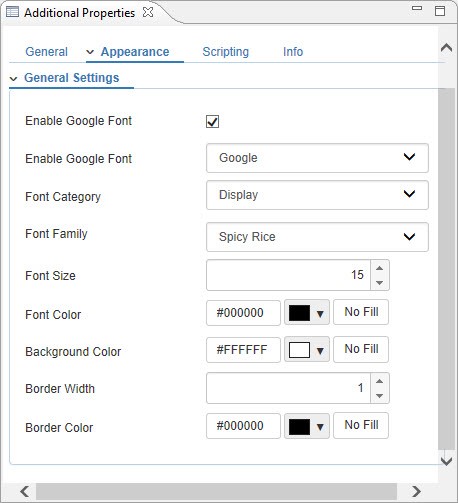 Additional Properties
General Appearance Scripting Info
General Settings
Enable Google Font
Enable Google Font Google
Font Category Display
Font Family Spicy Rice
Font Size 15
Font Color #000000 No Fill
Background Color #FFFFFF No Fill
Border Width 1
Border Color #000000 No Fill